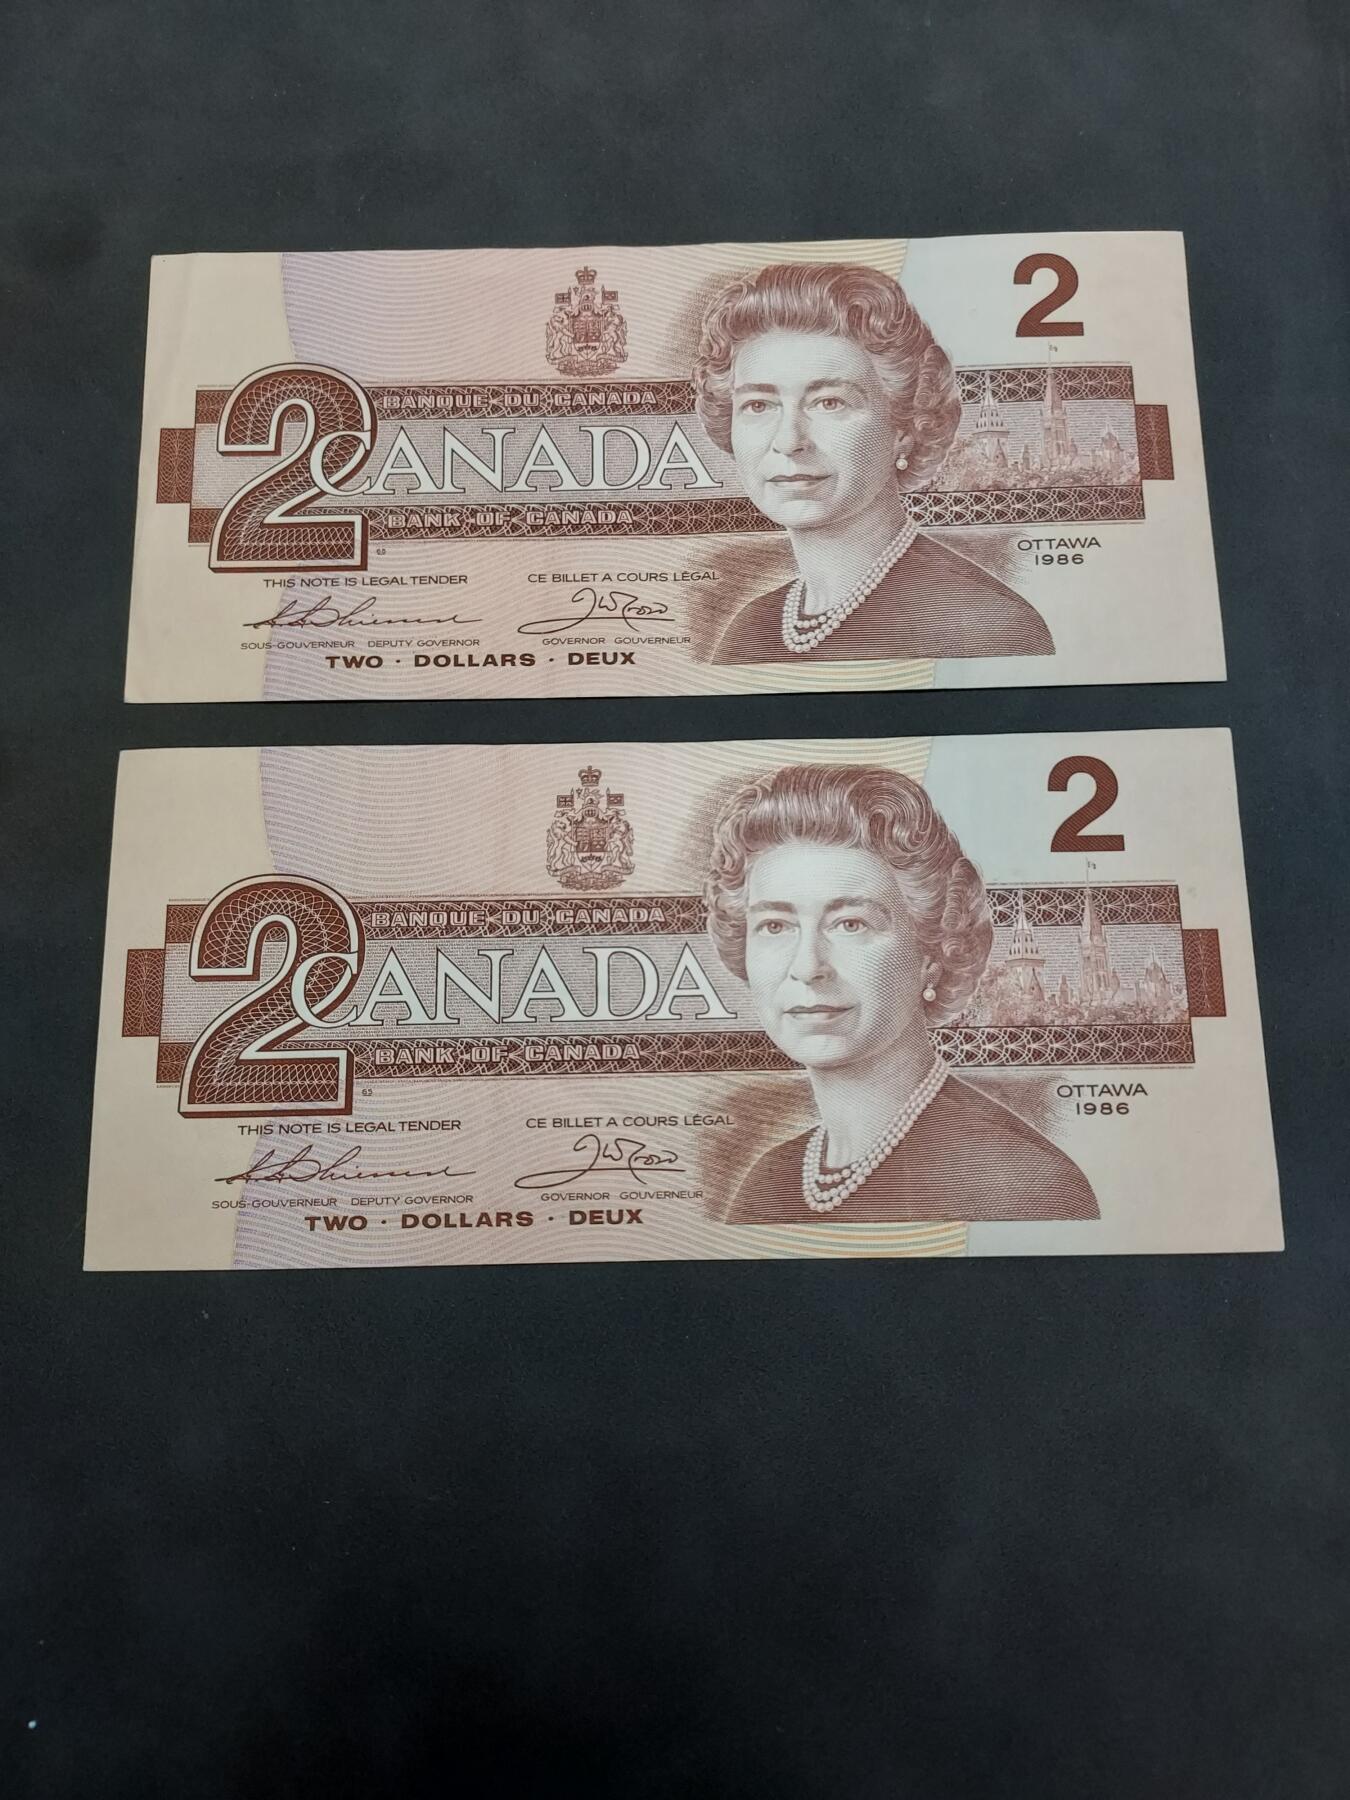 2
BANQUE DU CANADA
2 CANADA
BANK OF CANADA
OTTAWA
1986
THIS NOTE IS LEGAL TENDER CE BILLET A COURS LÉGAL
SOUS-GOUVERNEUR DEPUTY GOVERNOR GOVERNOR GOUVERNEUR
TWO · DOLLARS · DEUX
2
BANQUE DU CANADA
2 CANADA
BANK OF CANADA
OTTAWA
1986
THIS NOTE IS LEGAL TENDER CE BILLET A COURS LÉGAL
SOUS-GOUVERNEUR DEPUTY GOVERNOR GOVERNOR GOUVERNEUR
TWO · DOLLARS · DEUX